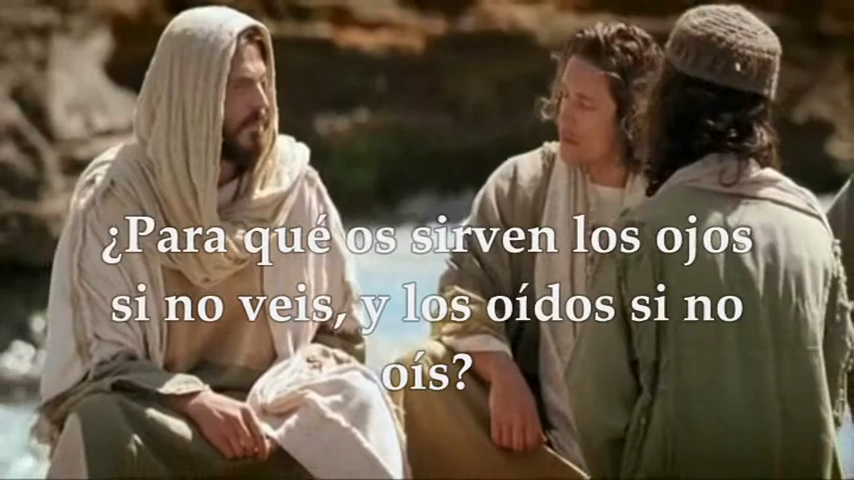 ¿Para qué os sirven los ojos
si no veis, y los oídos si no
oís?